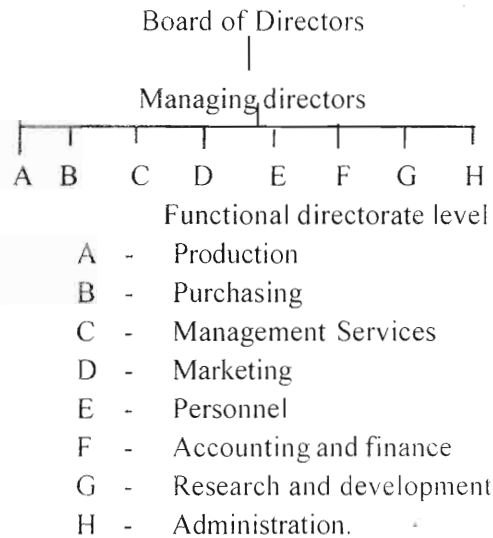 Board of Directors
Managing directors
A B C D E F G H
Functional directorate level
A - Production
B - Purchasing
C - Management Services
D - Marketing
E - Personnel
F - Accounting and finance
G - Research and development
H - Administration.